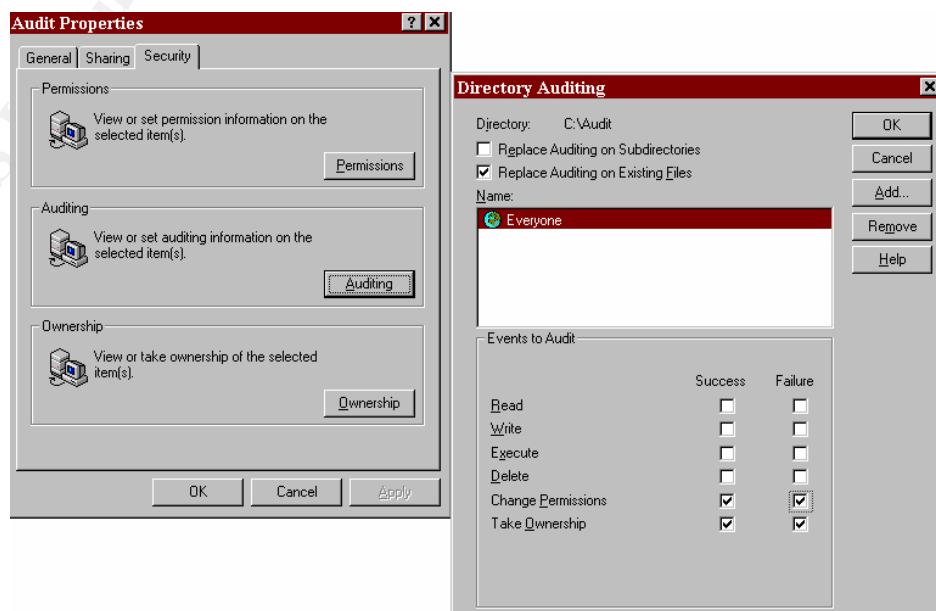 Audit Properties
General Sharing Security
Permissions
View or set permission information on the
selected item(s).
Permissions
Auditing
View or set auditing information on the
selected item(s).
Auditing
Ownership
View or take ownership of the selected
item(s).
Ownership
OK Cancel Apply
Directory Auditing
Directory: C:\Audit
Replace Auditing on Subdirectories
Replace Auditing on Existing Files
Name:
Everyone
OK
Cancel
Add...
Remove
Help
Events to Audit
Success Failure
Read
Write
Execute
Delete
Change Permissions
Take Ownership